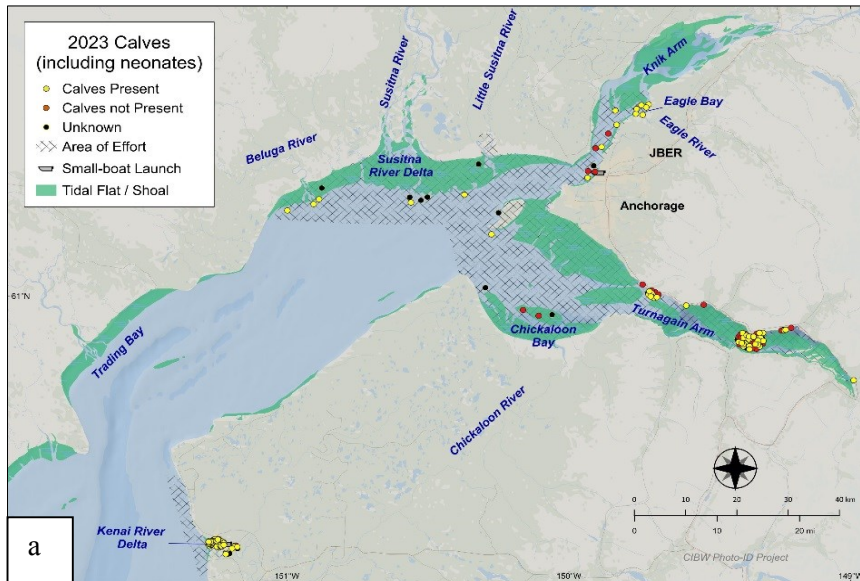 2023 Calves
(including neonates)
Calves Present
Calves not Present
Unknown
Area of Effort
Small-boat Launch
Tidal Flat / Shoal
Susitna River
Little Susitna River
Knik Arm
Eagle Bay
Eagle River
Beluga River
JBER
Susitna
River Delta
Anchorage
61°N
Trading Bay
Turnagain Arm
Chickaloon
Bay
Chickaloon River
0 10 20 30 40 km
0 10 20 mi
Kenai River
Delta
a
CIBW Photo-ID Project
151°W
150°W
149°W